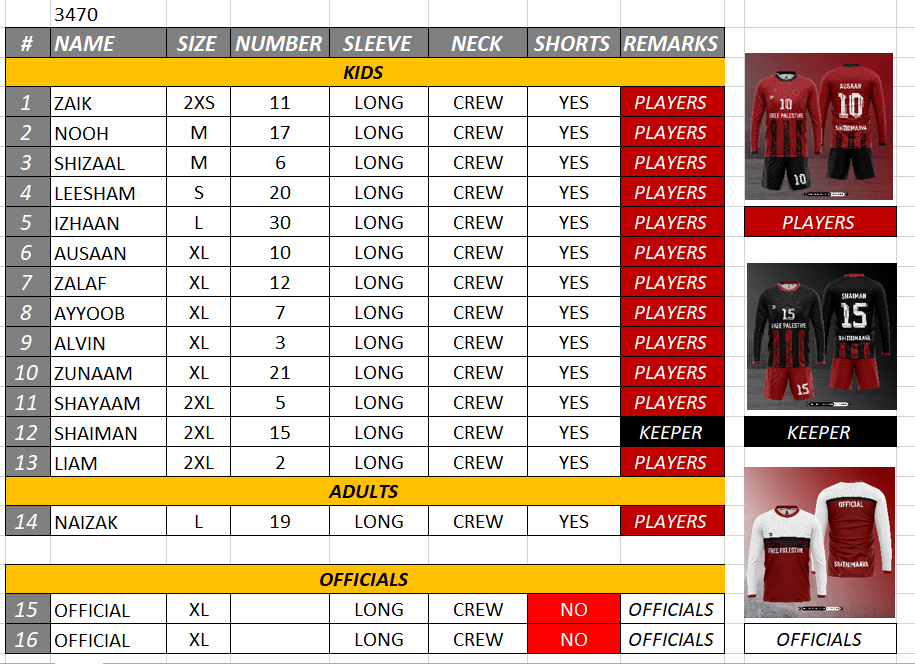 3470
# NAME SIZE NUMBER SLEEVE NECK SHORTS REMARKS
KIDS
1 ZAIK 2XS 11 LONG CREW YES PLAYERS
2 NOOH M 17 LONG CREW YES PLAYERS
3 SHIZAAL M 6 LONG CREW YES PLAYERS
4 LEESHAM S 20 LONG CREW YES PLAYERS
5 IZHAAN L 30 LONG CREW YES PLAYERS
6 AUSAAN XL 10 LONG CREW YES PLAYERS
7 ZALAF XL 12 LONG CREW YES PLAYERS
8 AYYOOB XL 7 LONG CREW YES PLAYERS
9 ALVIN XL 3 LONG CREW YES PLAYERS
10 ZUNAAM XL 21 LONG CREW YES PLAYERS
11 SHAYAAM 2XL 5 LONG CREW YES PLAYERS
12 SHAIMAN 2XL 15 LONG CREW YES KEEPER
13 LIAM 2XL 2 LONG CREW YES PLAYERS
ADULTS
14 NAIZAK L 19 LONG CREW YES PLAYERS
OFFICIALS
15 OFFICIAL XL LONG CREW NO OFFICIALS
16 OFFICIAL XL LONG CREW NO OFFICIALS
AUSAAN
10 10
FREE PALESTINE
SIHTHIMAAVA
10
PLAYERS
SHAIMAN
15 15
FREE PALESTINE
SIHTHIMAAVA
15
KEEPER
OFFICIAL
FREE PALESTINE
SIHTHIMAAVA
OFFICIALS